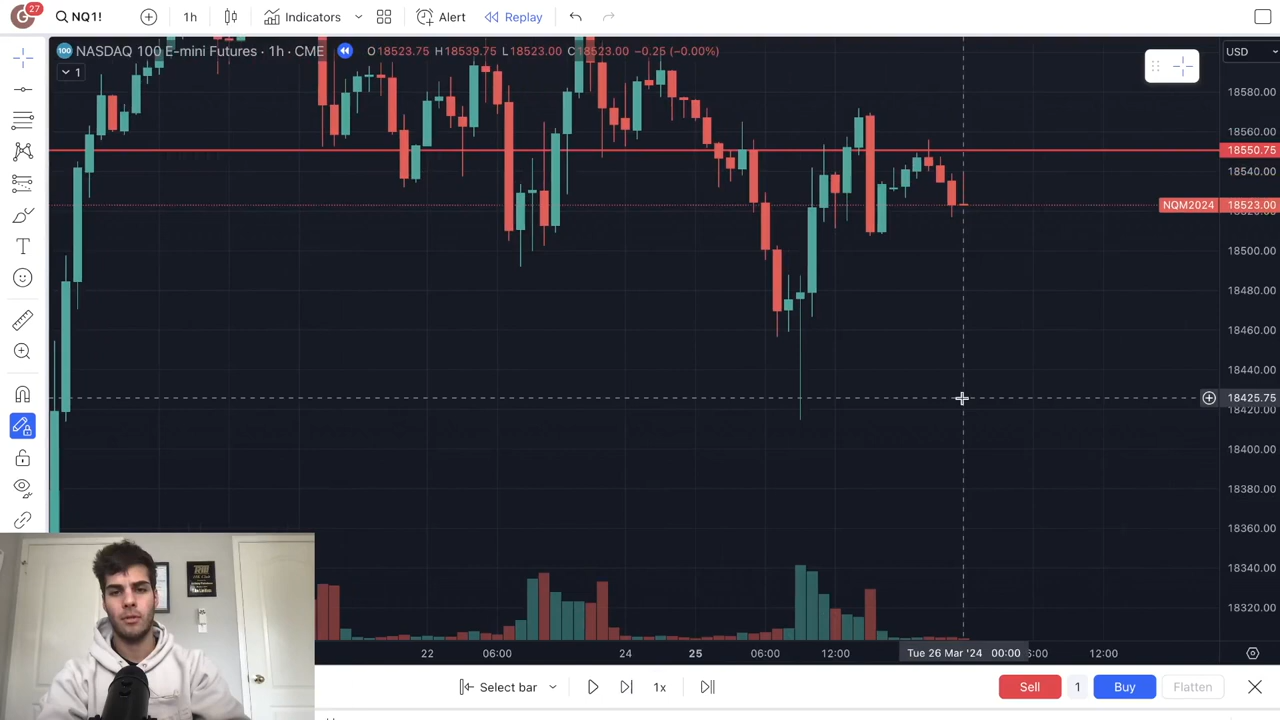 27
NQ1!
1h
Indicators
Alert
Replay
100
NASDAQ 100 E-mini Futures · 1h · CME
O18523.75 H18539.75 L18523.00 C18523.00 −0.25 (−0.00%)
1
USD
18580.00
18560.00
18550.75
18540.00
NQM2024
18523.00
18500.00
18480.00
18460.00
18440.00
18425.75
18420.00
18400.00
18380.00
18360.00
18340.00
18320.00
22
06:00
24
25
06:00
12:00
Tue 26 Mar '24 00:00
12:00
Select bar
1x
Sell
1
Buy
Flatten